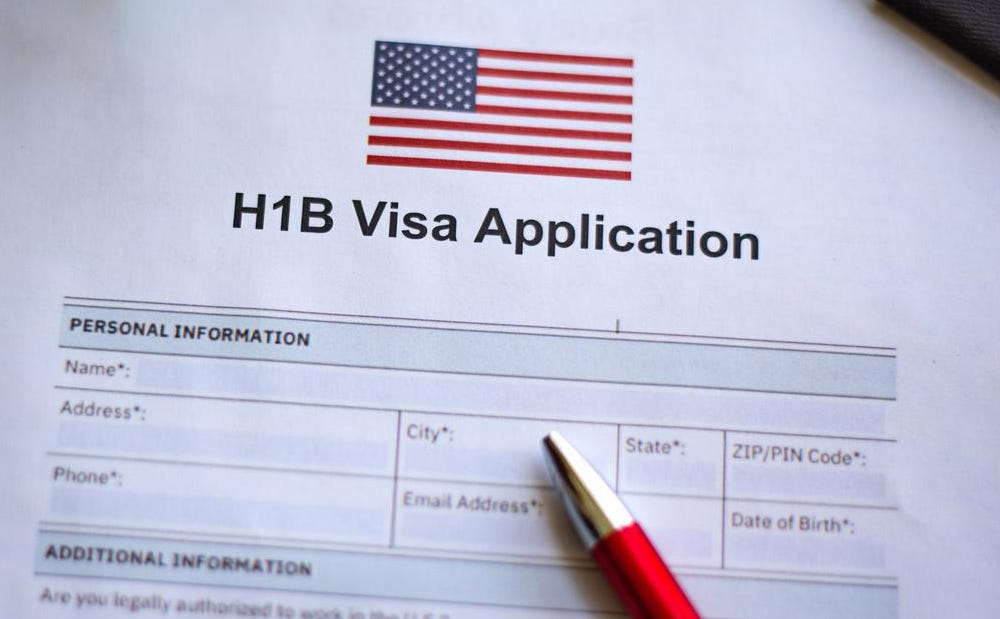 H1B Visa Application
PERSONAL INFORMATION
Name*:
Address*:
City*:
State*:
ZIP/PIN Code*:
Phone*:
Email Address*:
Date of Birth*:
ADDITIONAL INFORMATION
Are you legally authorized to work in the U.S.?